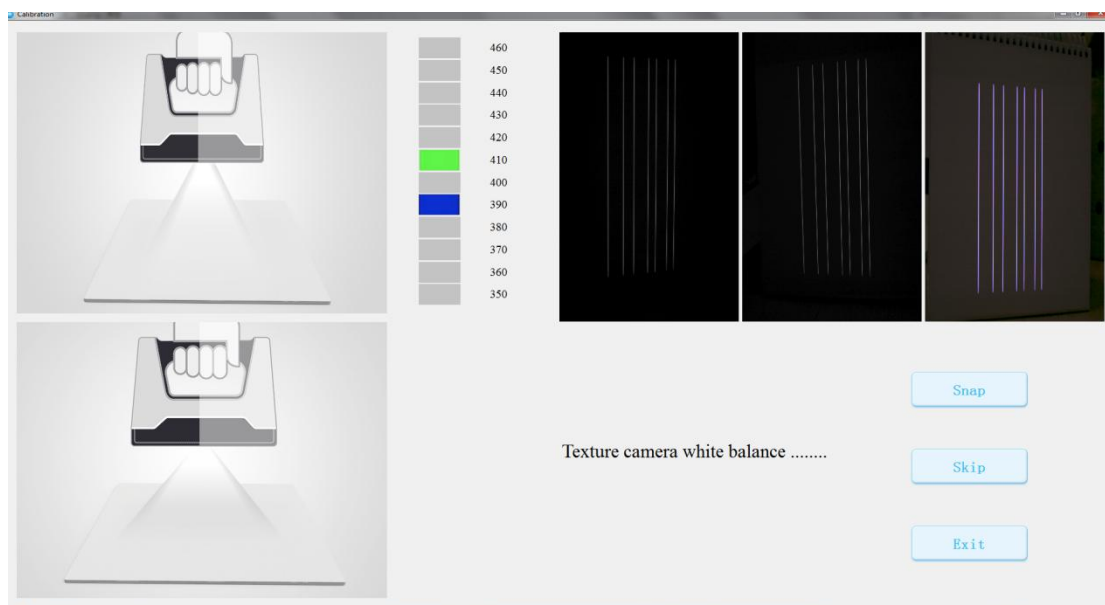 Calibration
460
450
440
430
420
410
400
390
380
370
360
350
Texture camera white balance ........
Snap
Skip
Exit